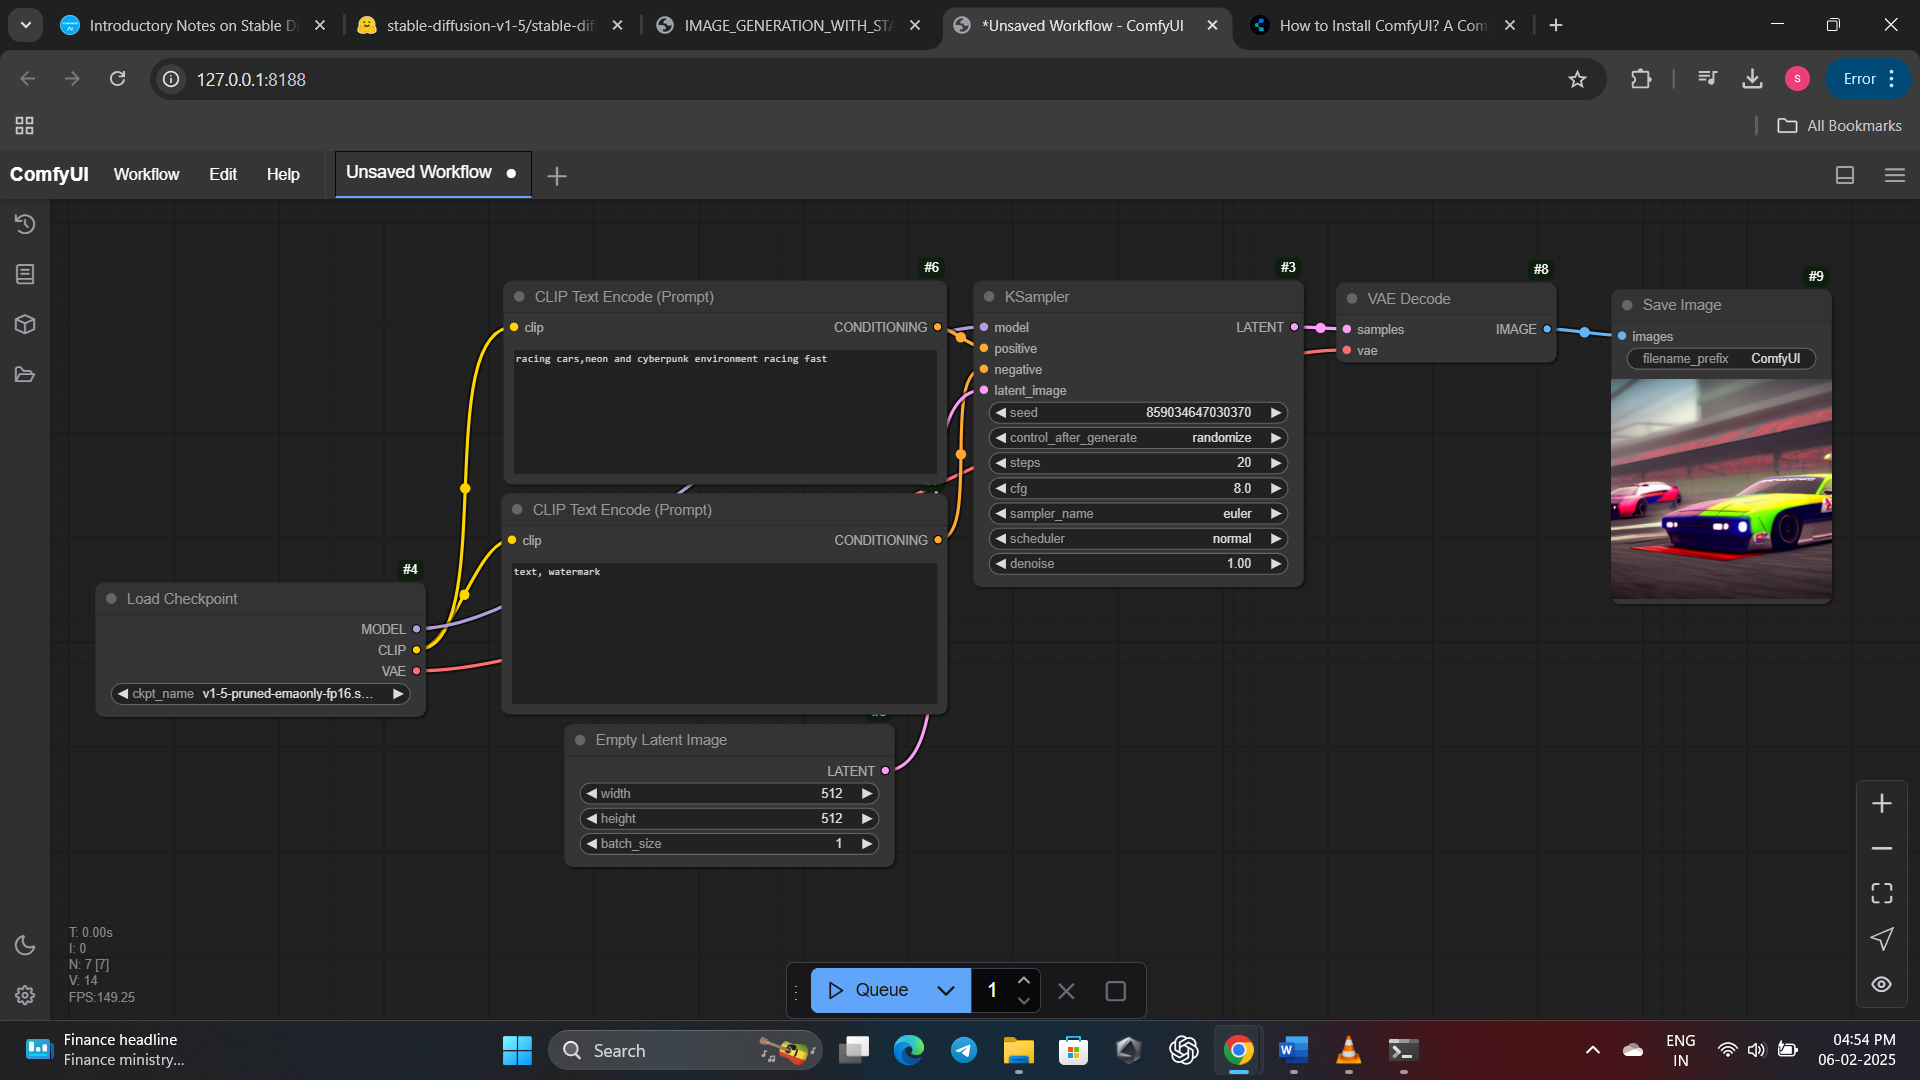 Introductory Notes on Stable Di
stable-diffusion-v1-5/stable-dif
IMAGE_GENERATION_WITH_STA
*Unsaved Workflow - ComfyUI
How to Install ComfyUI? A Com
127.0.0.1:8188
S
Error
All Bookmarks
ComfyUI
Workflow
Edit
Help
Unsaved Workflow
#6
CLIP Text Encode (Prompt)
clip
CONDITIONING
racing cars,neon and cyberpunk environment racing fast
CLIP Text Encode (Prompt)
clip
CONDITIONING
text, watermark
#4
Load Checkpoint
MODEL
CLIP
VAE
ckpt_name v1-5-pruned-emaonly-fp16.s...
Empty Latent Image
LATENT
width 512
height 512
batch_size 1
#3
KSampler
model
LATENT
positive
negative
latent_image
seed 859034647030370
control_after_generate randomize
steps 20
cfg 8.0
sampler_name euler
scheduler normal
denoise 1.00
#8
VAE Decode
samples
IMAGE
vae
#9
Save Image
images
filename_prefix ComfyUI
T: 0.00s
I: 0
N: 7 [7]
V: 14
FPS:149.25
Queue
1
Finance headline
Finance ministry...
Search
ENG
IN
04:54 PM
06-02-2025